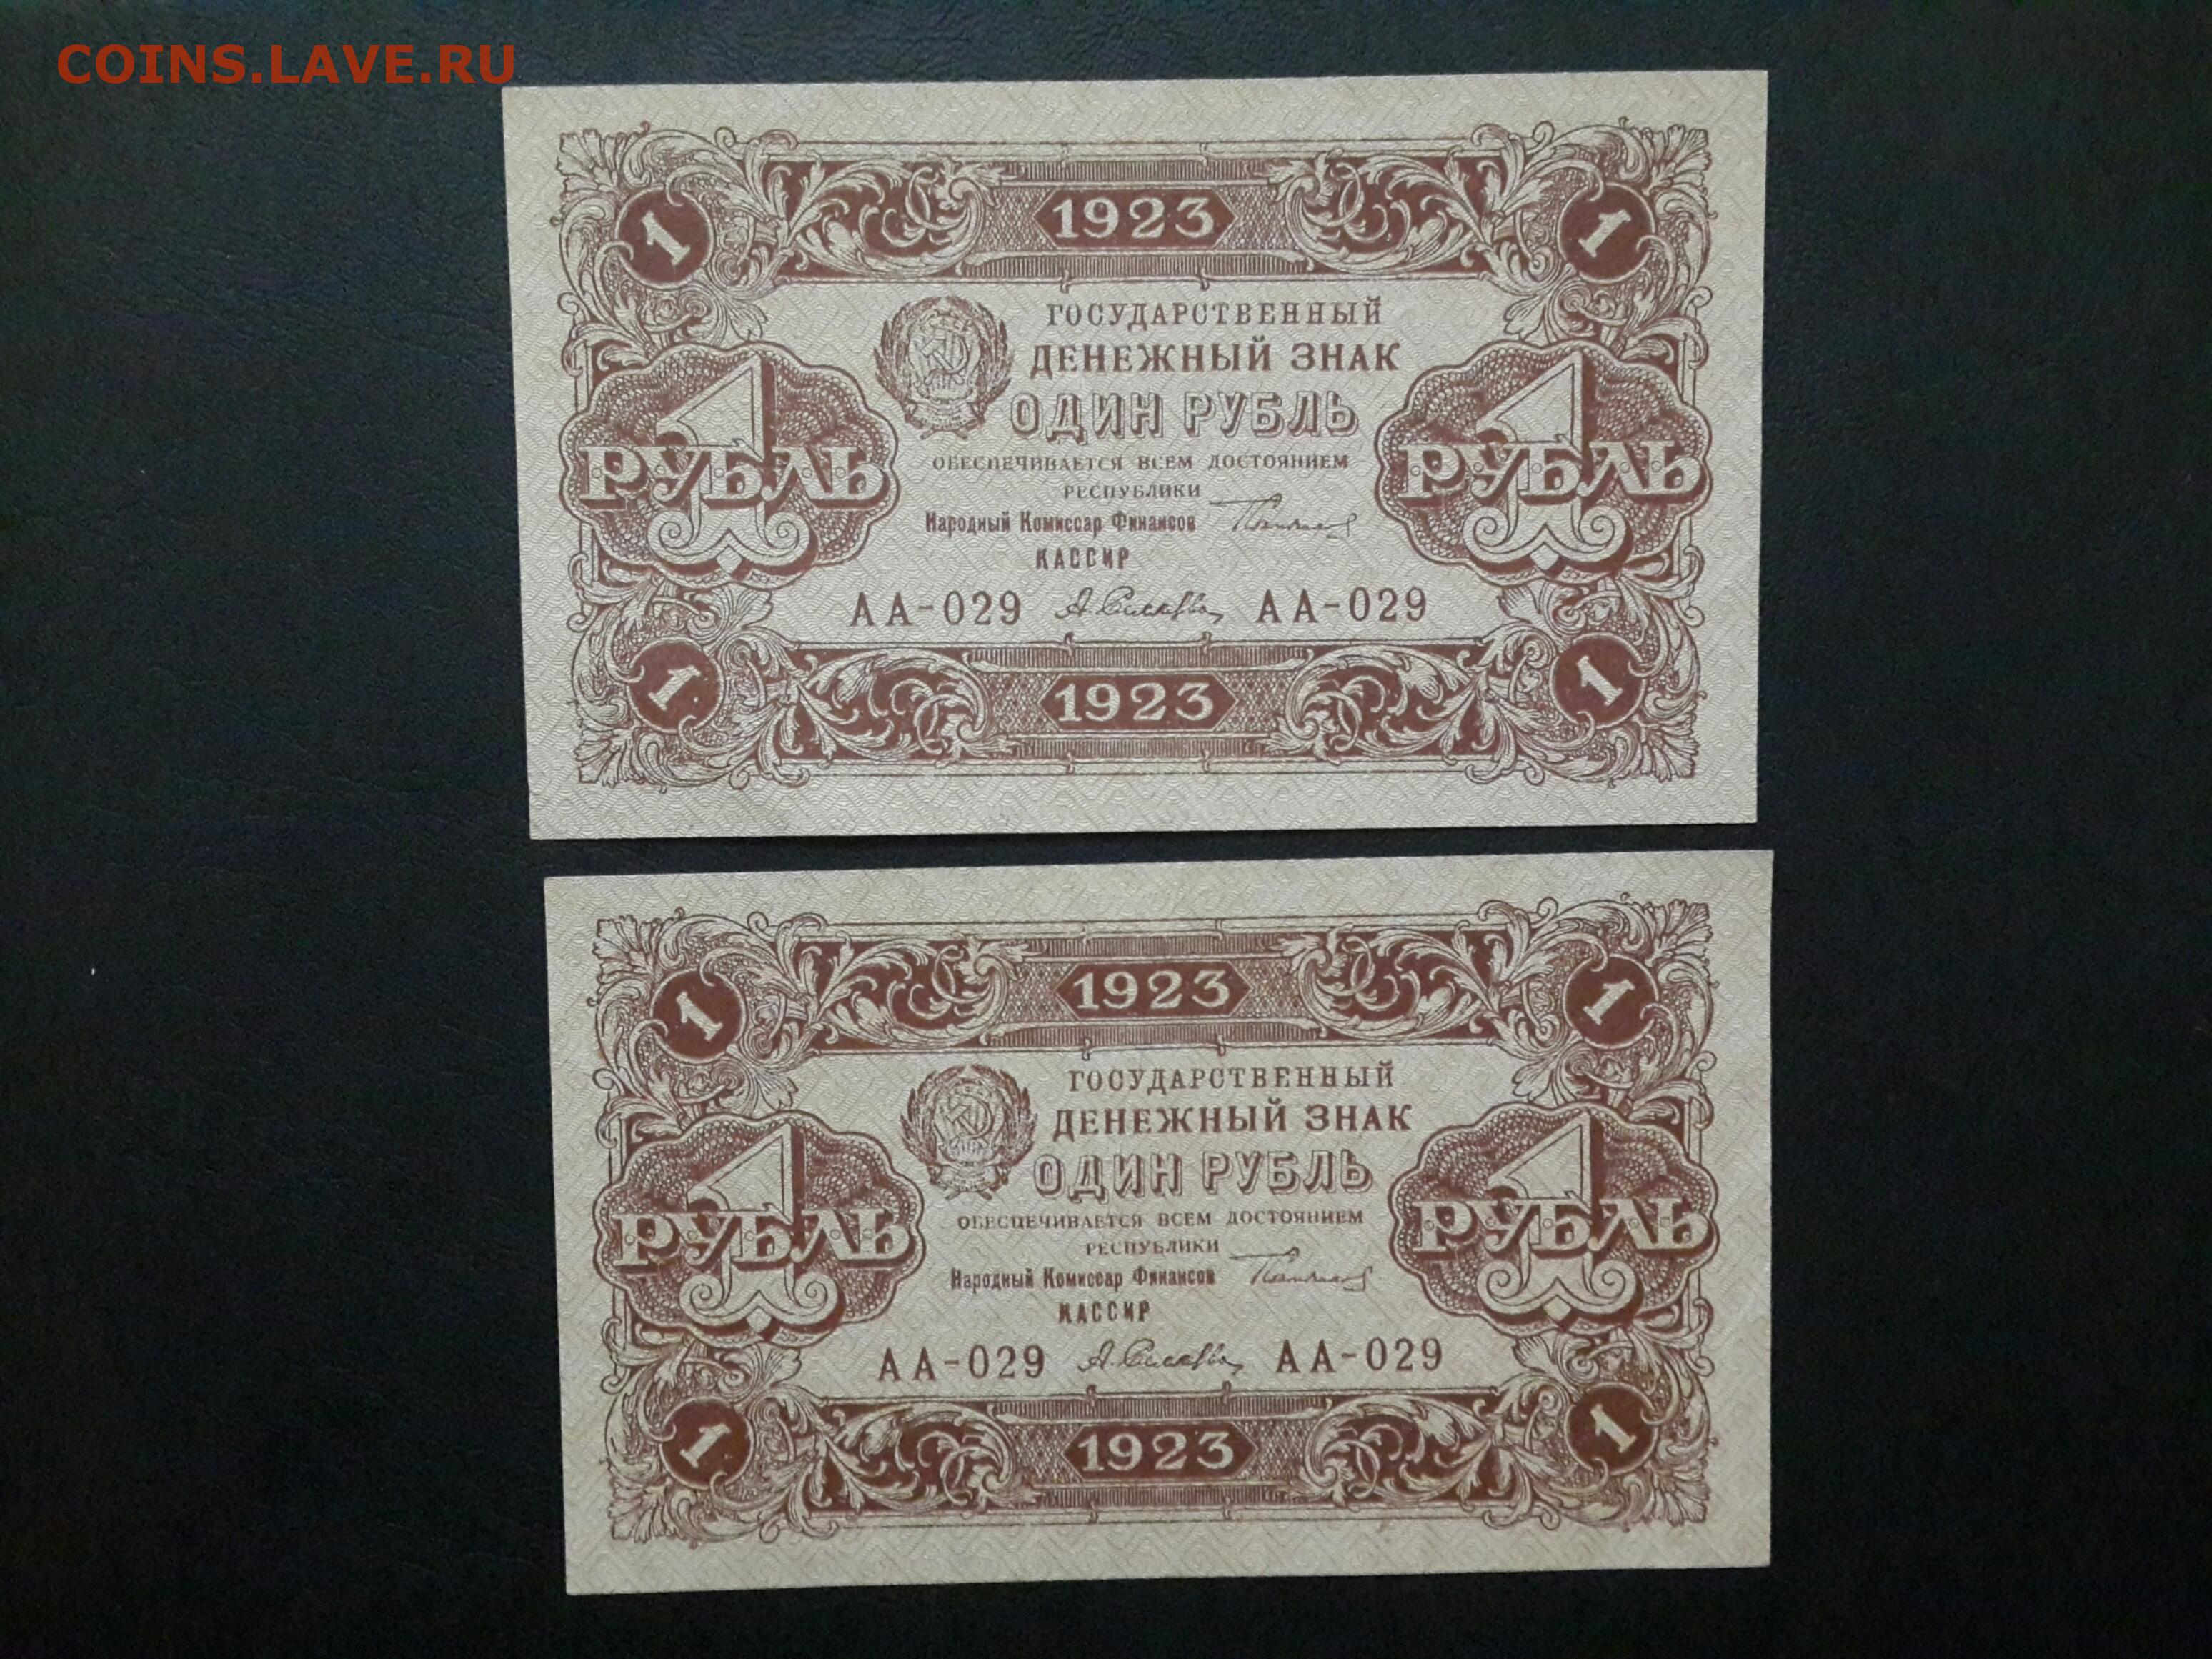 COINS.LAVE.RU
1923
1 1
ГОСУДАРСТВЕННЫЙ
ДЕНЕЖНЫЙ ЗНАК
ОДИН РУБЛЬ
1 РУБЛЬ 1 РУБЛЬ
ОБЕСПЕЧИВАЕТСЯ ВСЕМ ДОСТОЯНИЕМ
РЕСПУБЛИКИ
Народный Комиссар Финансов
КАССИР
АА-029 АА-029
1 1
1923
1923
1 1
ГОСУДАРСТВЕННЫЙ
ДЕНЕЖНЫЙ ЗНАК
ОДИН РУБЛЬ
1 РУБЛЬ 1 РУБЛЬ
ОБЕСПЕЧИВАЕТСЯ ВСЕМ ДОСТОЯНИЕМ
РЕСПУБЛИКИ
Народный Комиссар Финансов
КАССИР
АА-029 АА-029
1 1
1923